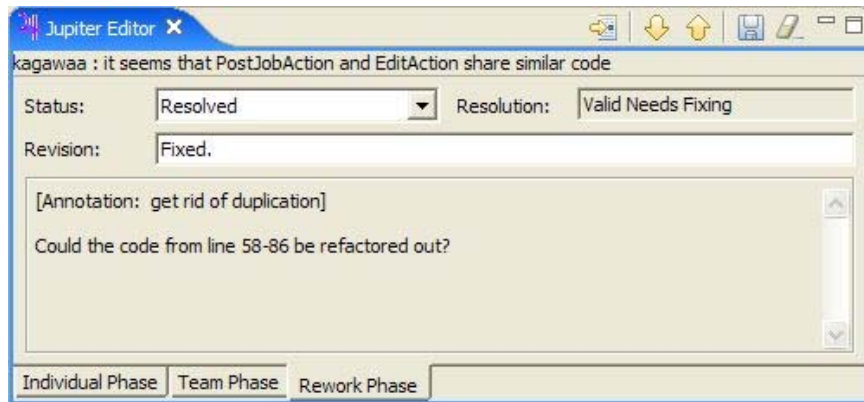 Jupiter Editor
kagawaa : it seems that PostJobAction and EditAction share similar code
Status: Resolved Resolution: Valid Needs Fixing
Revision: Fixed.
[Annotation: get rid of duplication]
Could the code from line 58-86 be refactored out?
Individual Phase Team Phase Rework Phase